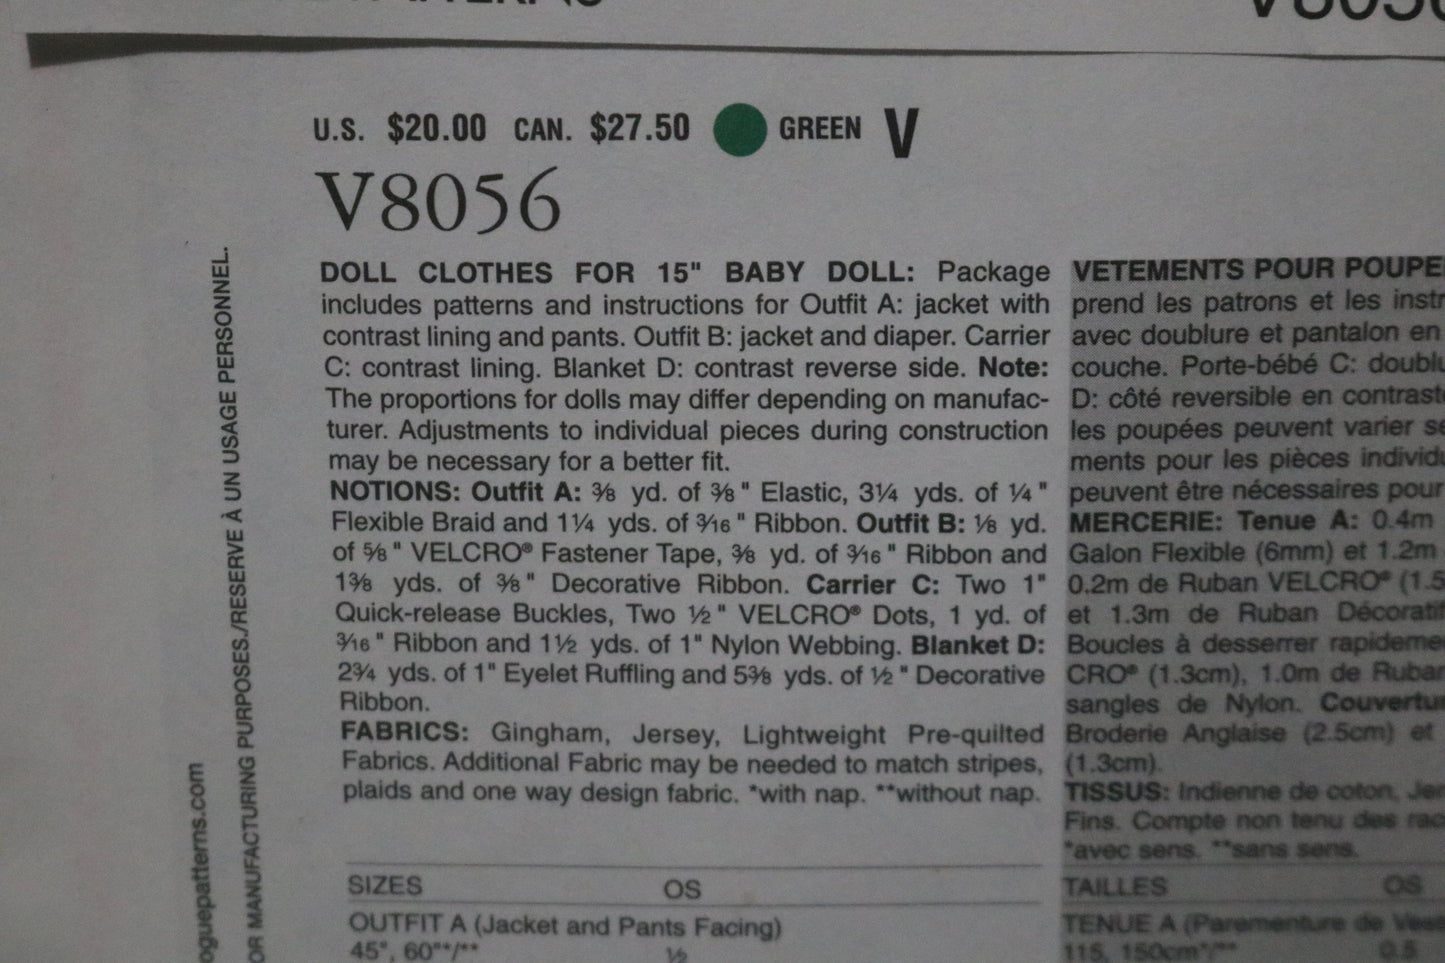 V8056
U.S. $20.00 CAN. $27.50 GREEN V
V8056
DOLL CLOTHES FOR 15" BABY DOLL: Package
includes patterns and instructions for Outfit A: jacket with
contrast lining and pants. Outfit B: jacket and diaper. Carrier
C: contrast lining. Blanket D: contrast reverse side. Note:
The proportions for dolls may differ depending on manufac-
turer. Adjustments to individual pieces during construction
may be necessary for a better fit.
NOTIONS: Outfit A: ⅜ yd. of ⅜" Elastic, 3¼ yds. of ¼"
Flexible Braid and 1¼ yds. of 3⁄16" Ribbon. Outfit B: ⅛ yd.
of ⅝" VELCRO® Fastener Tape, ⅜ yd. of 3⁄16" Ribbon and
1⅜ yds. of ⅜" Decorative Ribbon. Carrier C: Two 1"
Quick-release Buckles, Two ½" VELCRO® Dots, 1 yd. of
3⁄16" Ribbon and 1½ yds. of 1" Nylon Webbing. Blanket D:
2¾ yds. of 1" Eyelet Ruffling and 5⅜ yds. of ½" Decorative
Ribbon.
FABRICS: Gingham, Jersey, Lightweight Pre-quilted
Fabrics. Additional Fabric may be needed to match stripes,
plaids and one way design fabric. *with nap. **without nap.
SIZES OS
OUTFIT A (Jacket and Pants Facing)
45", 60"*/** ½
VETEMENTS POUR POUPE
prend les patrons et les instr
avec doublure et pantalon en
couche. Porte-bébé C: doublu
D: côté reversible en contraste
les poupées peuvent varier se
ments pour les pièces individu
peuvent être nécessaires pour
MERCERIE: Tenue A: 0.4m
Galon Flexible (6mm) et 1.2m
0.2m de Ruban VELCRO® (1.5
et 1.3m de Ruban Décoratif
Boucles à desserrer rapideme
CRO® (1.3cm), 1.0m de Ruban
sangles de Nylon. Couvertu
Broderie Anglaise (2.5cm) et
(1.3cm).
TISSUS: Indienne de coton, Jer
Fins. Compte non tenu des rac
*avec sens. **sans sens.
TAILLES OS
TENUE A (Parementure de Ves
115, 150cm*/** 0.5
oguepatterns.com
OR MANUFACTURING PURPOSES./RESERVE À UN USAGE PERSONNEL.